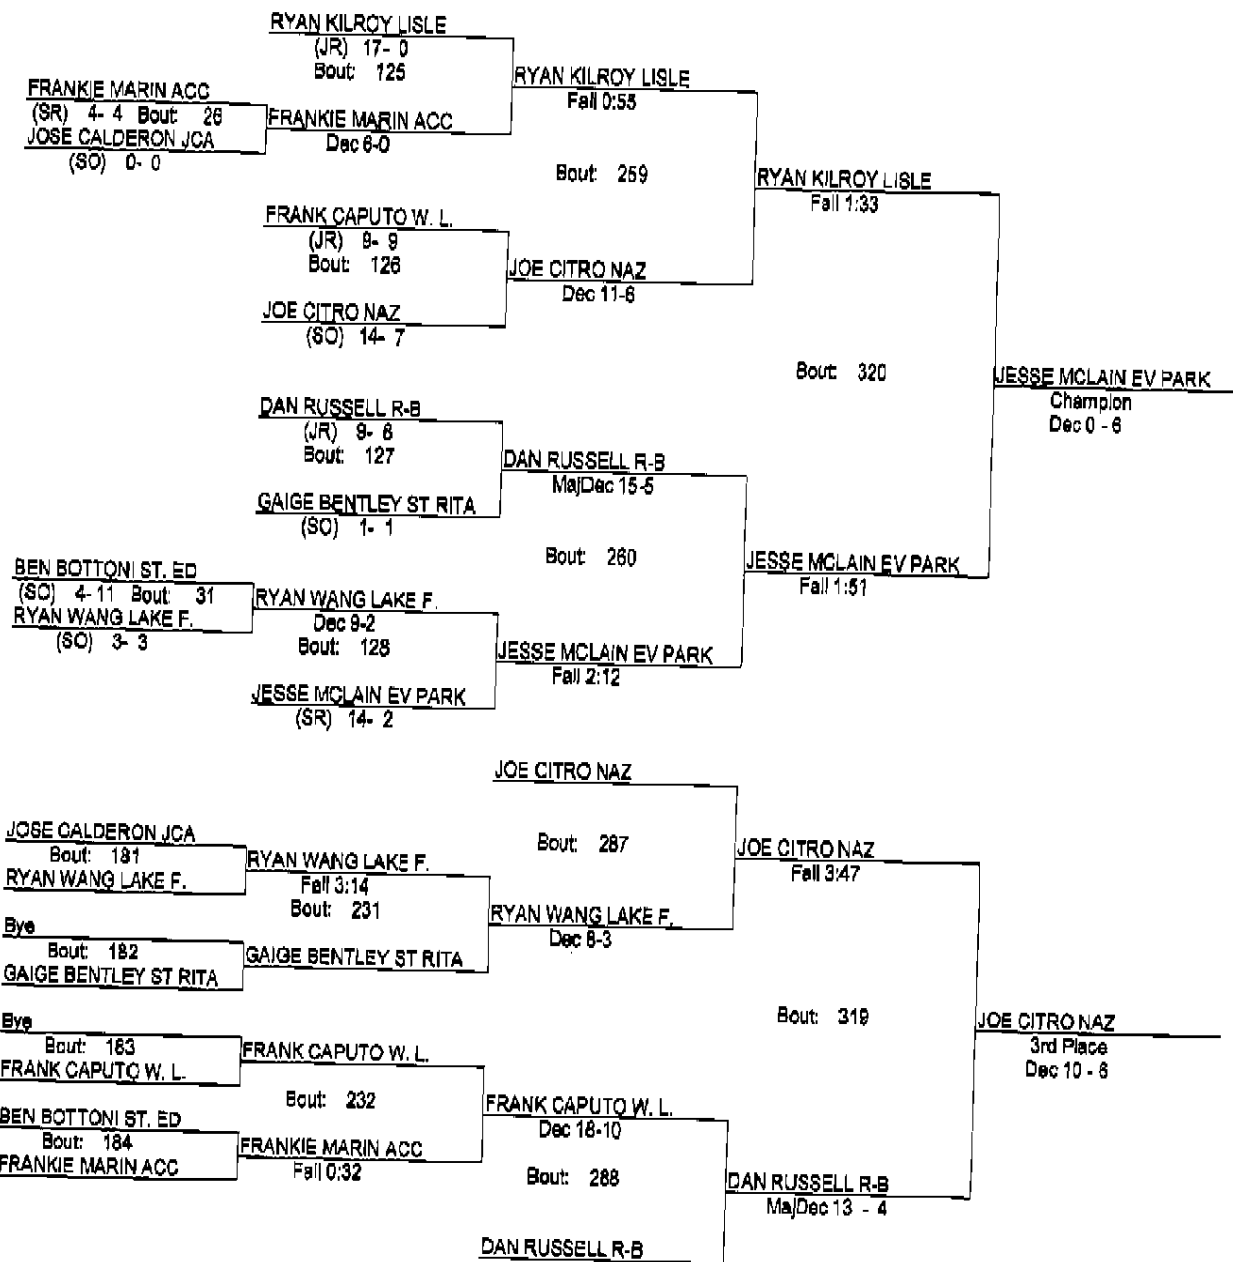 RYAN KILROY LISLE
(JR) 17- 0
Bout: 125
RYAN KILROY LISLE
Fall 0:55
FRANKIE MARIN ACC
(SR) 4- 4 Bout: 26
FRANKIE MARIN ACC
Dec 6-0
JOSE CALDERON JCA
(SO) 0- 0
Bout: 259
RYAN KILROY LISLE
Fall 1:33
FRANK CAPUTO W. L.
(JR) 9- 9
Bout: 126
JOE CITRO NAZ
Dec 11-6
JOE CITRO NAZ
(SO) 14- 7
Bout: 320
JESSE MCLAIN EV PARK
Champion
Dec 0 - 6
DAN RUSSELL R-B
(JR) 9- 6
Bout: 127
DAN RUSSELL R-B
MajDec 15-5
GAIGE BENTLEY ST RITA
(SO) 1- 1
Bout: 260
JESSE MCLAIN EV PARK
Fall 1:51
BEN BOTTONI ST. ED
(SO) 4-11 Bout: 31
RYAN WANG LAKE F.
Dec 9-2
Bout: 128
RYAN WANG LAKE F.
(SO) 3- 3
JESSE MCLAIN EV PARK
Fall 2:12
JESSE MCLAIN EV PARK
(SR) 14- 2
JOE CITRO NAZ
JOSE CALDERON JCA
Bout: 181
RYAN WANG LAKE F.
RYAN WANG LAKE F.
Fall 3:14
Bout: 231
Bout: 287
JOE CITRO NAZ
Fall 3:47
RYAN WANG LAKE F.
Dec 8-3
Bye
Bout: 182
GAIGE BENTLEY ST RITA
GAIGE BENTLEY ST RITA
Bout: 319
JOE CITRO NAZ
3rd Place
Dec 10 - 6
Bye
Bout: 183
FRANK CAPUTO W. L.
FRANK CAPUTO W. L.
Bout: 232
FRANK CAPUTO W. L.
Dec 18-10
BEN BOTTONI ST. ED
Bout: 184
FRANKIE MARIN ACC
FRANKIE MARIN ACC
Fall 0:32
Bout: 288
DAN RUSSELL R-B
MajDec 13 - 4
DAN RUSSELL R-B